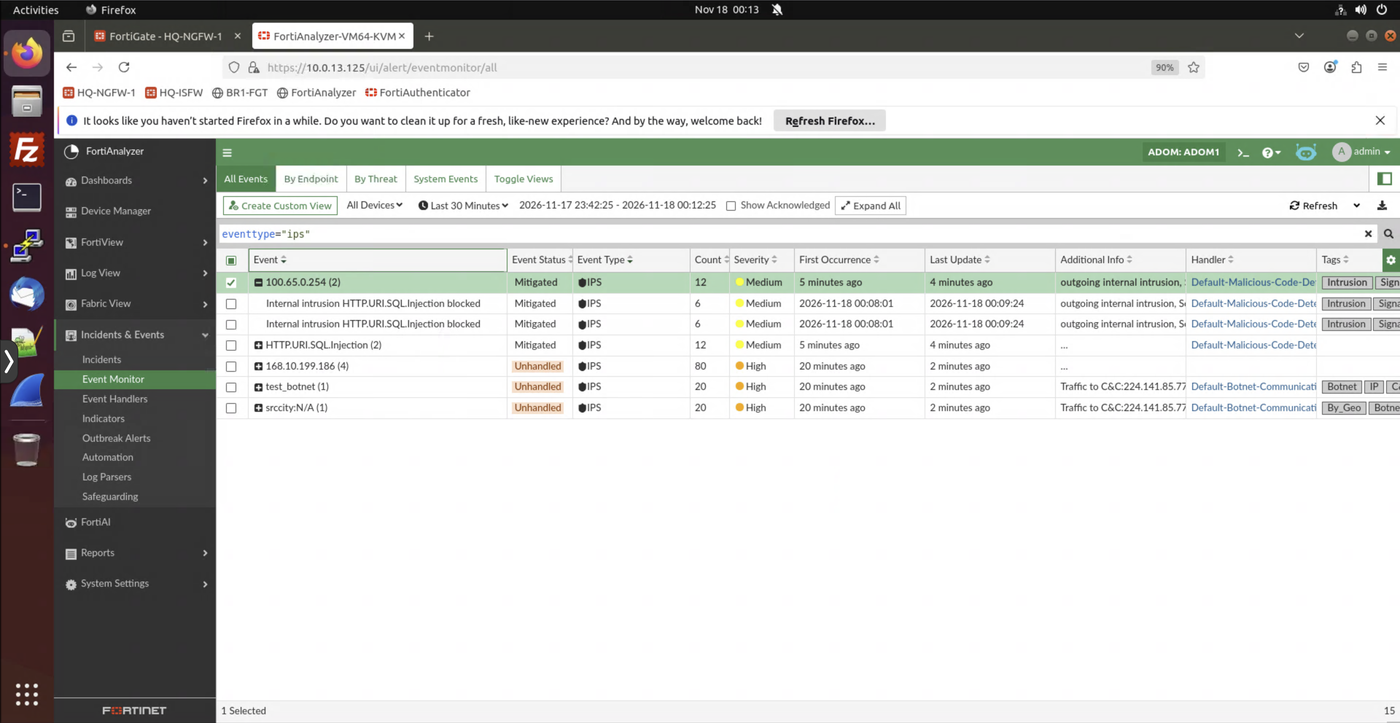 Activities Firefox Nov 18 00:13
FortiGate - HQ-NGFW-1 × FortiAnalyzer-VM64-KVM × +
https://10.0.13.125/ui/alert/eventmonitor/all 90%
HQ-NGFW-1 HQ-ISFW BR1-FGT FortiAnalyzer FortiAuthenticator
It looks like you haven't started Firefox in a while. Do you want to clean it up for a fresh, like-new experience? And by the way, welcome back! Refresh Firefox...
FortiAnalyzer ADOM: ADOM1 >_ ? A admin
Dashboards
Device Manager
FortiView
Log View
Fabric View
Incidents & Events
Incidents
Event Monitor
Event Handlers
Indicators
Outbreak Alerts
Automation
Log Parsers
Safeguarding
FortiAI
Reports
System Settings
FORTINET
All Events By Endpoint By Threat System Events Toggle Views
Create Custom View All Devices Last 30 Minutes 2026-11-17 23:42:25 - 2026-11-18 00:12:25 Show Acknowledged Expand All Refresh
eventtype="ips"
Event Event Status Event Type Count Severity First Occurrence Last Update Additional Info Handler Tags
100.65.0.254 (2) Mitigated IPS 12 Medium 5 minutes ago 4 minutes ago outgoing internal intrusion, Default-Malicious-Code-De Intrusion Sign
Internal intrusion HTTP.URI.SQL.Injection blocked Mitigated IPS 6 Medium 2026-11-18 00:08:01 2026-11-18 00:09:24 outgoing internal intrusion, S Default-Malicious-Code-Dete Intrusion Signa
Internal intrusion HTTP.URI.SQL.Injection blocked Mitigated IPS 6 Medium 2026-11-18 00:08:01 2026-11-18 00:09:24 outgoing internal intrusion, S Default-Malicious-Code-Dete Intrusion Signa
HTTP.URI.SQL.Injection (2) Mitigated IPS 12 Medium 5 minutes ago 4 minutes ago ... Default-Malicious-Code-Dete
168.10.199.186 (4) Unhandled IPS 80 High 20 minutes ago 2 minutes ago ...
test_botnet (1) Unhandled IPS 20 High 20 minutes ago 2 minutes ago Traffic to C&C:224.141.85.77 Default-Botnet-Communicati Botnet IP C
srccity:N/A (1) Unhandled IPS 20 High 20 minutes ago 2 minutes ago Traffic to C&C:224.141.85.77 Default-Botnet-Communicati By_Geo Botne
1 Selected 15